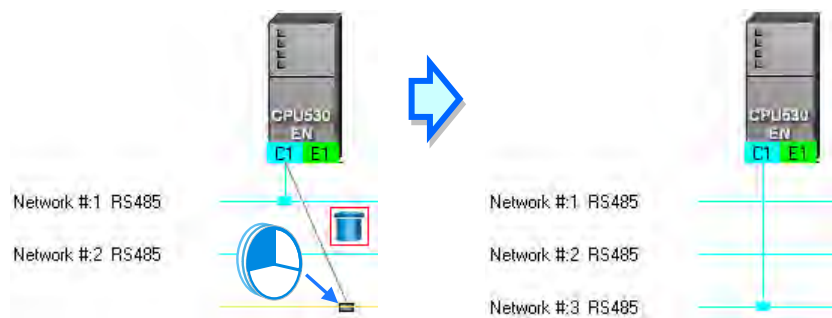 CPU530
EN
C1 E1
Network #:1 RS485
Network #:2 RS485
CPU530
EN
C1 E1
Network #:1 RS485
Network #:2 RS485
Network #:3 RS485